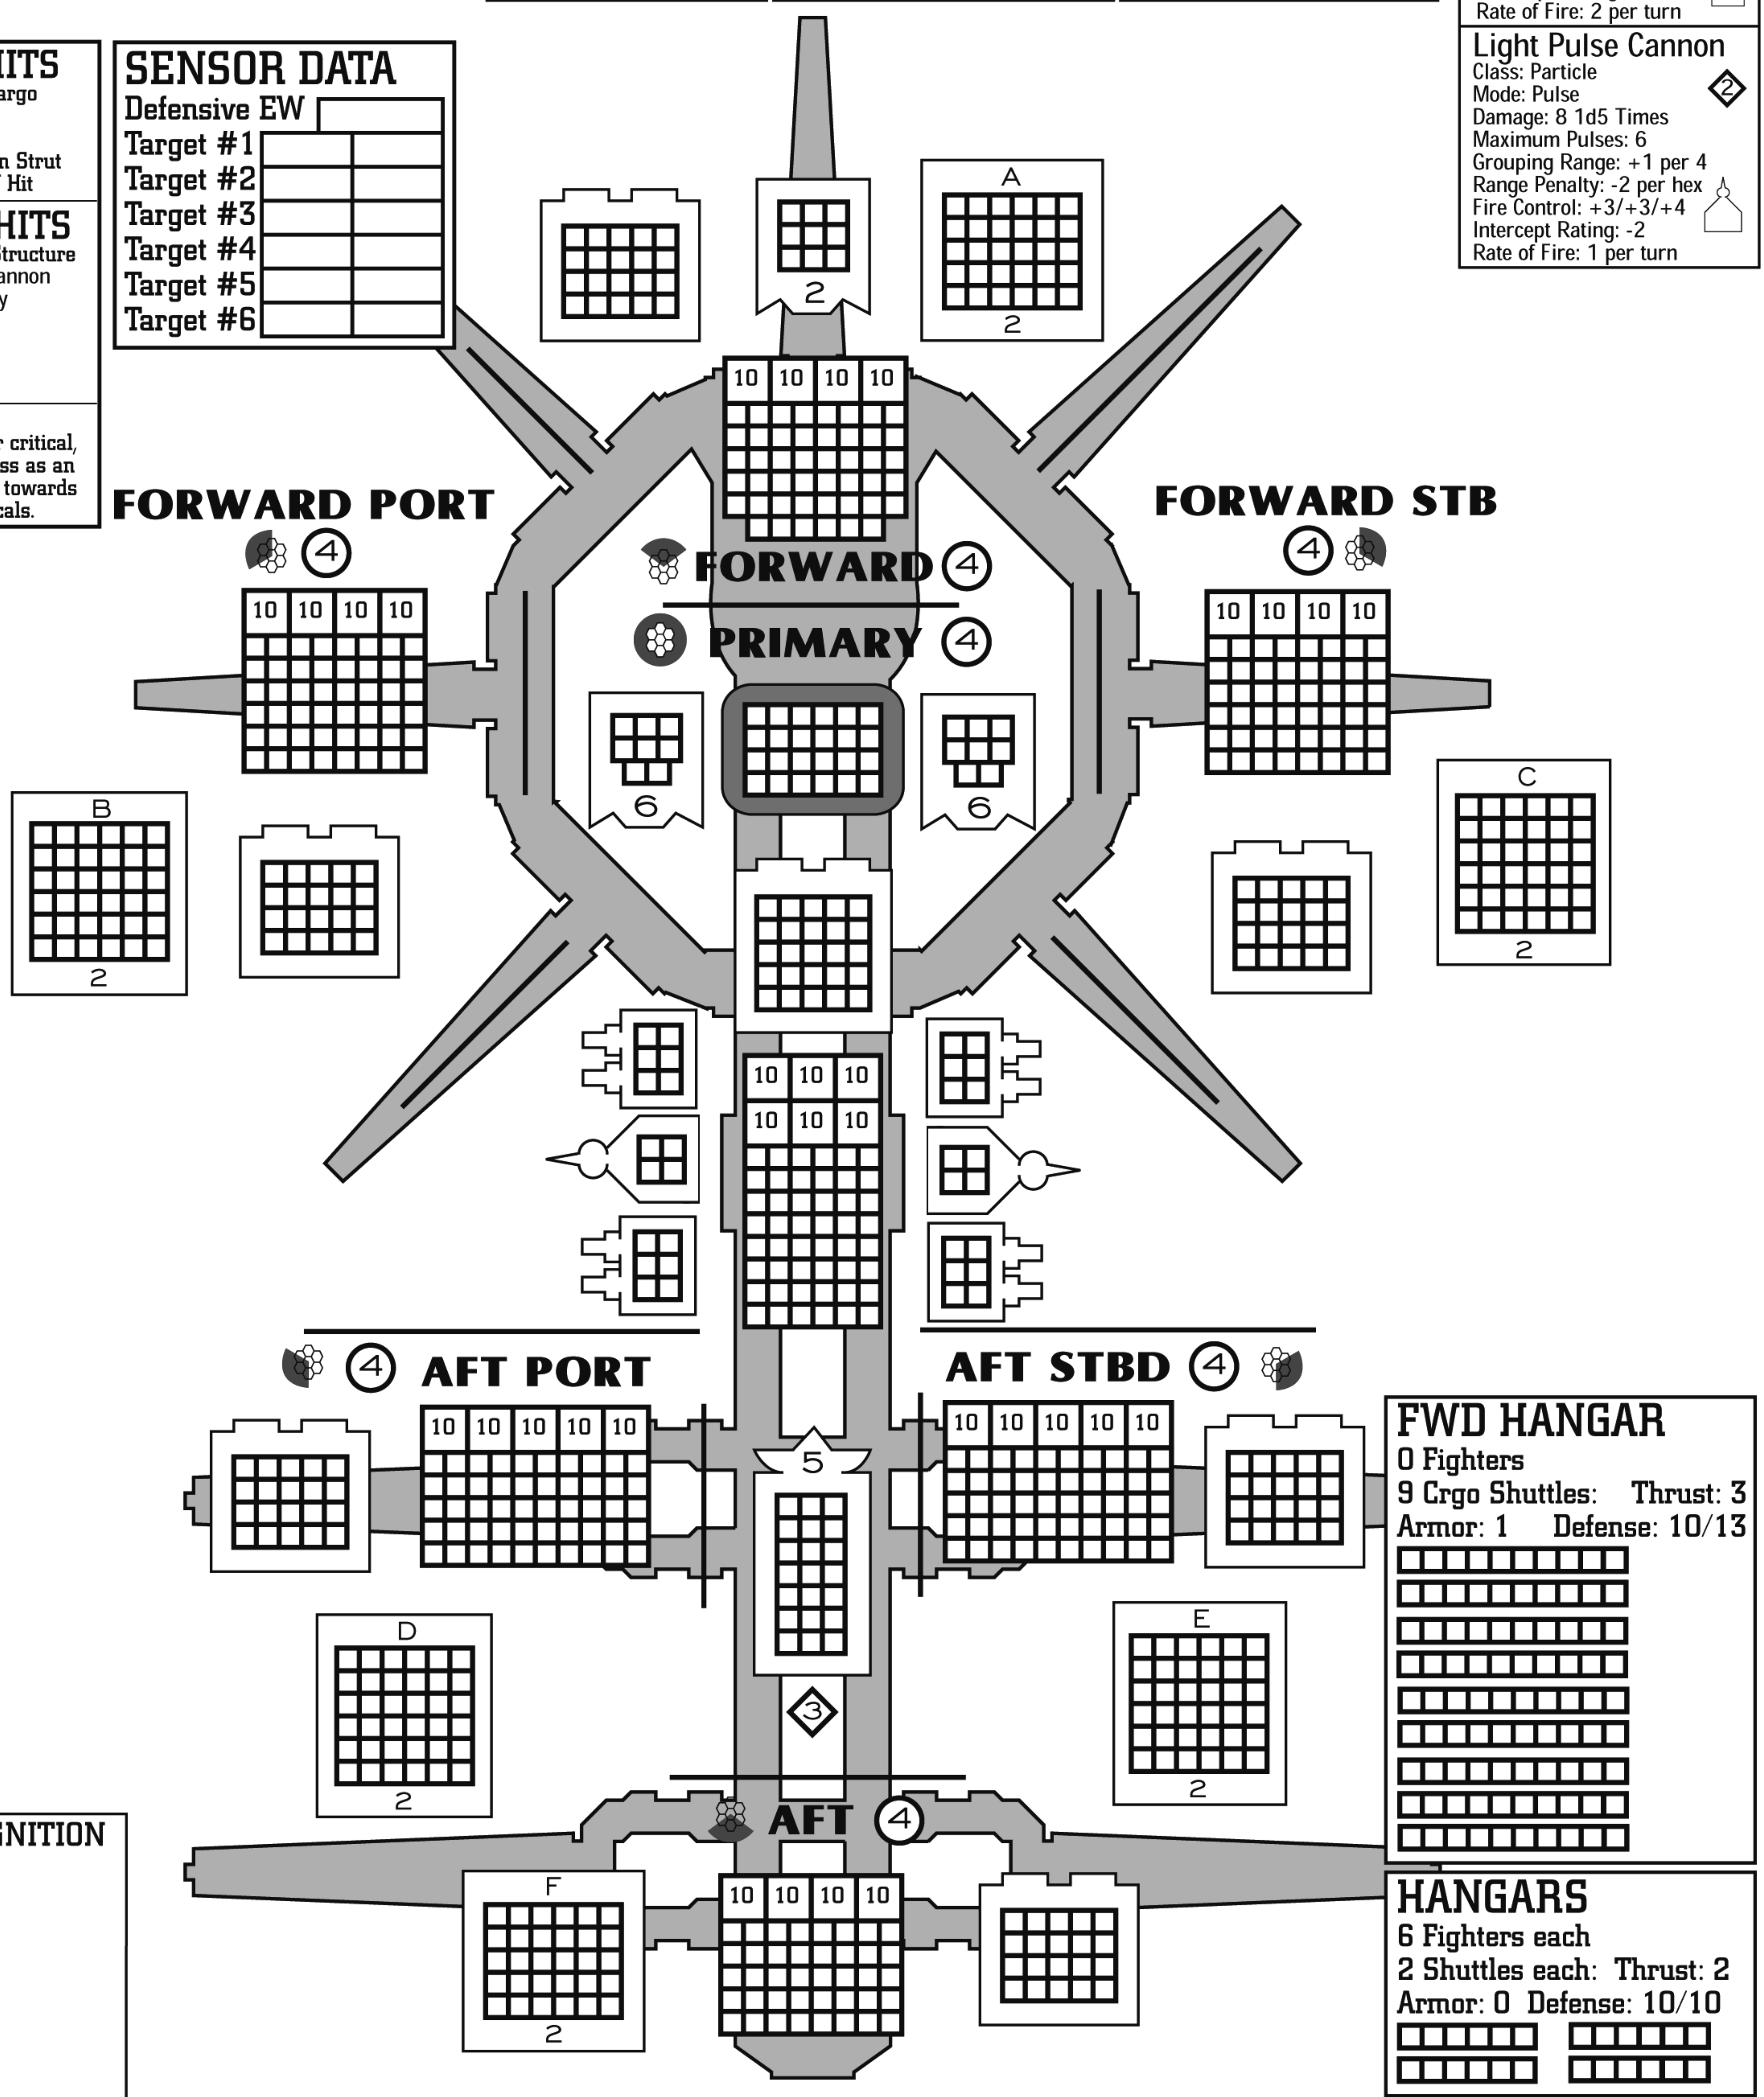 HITS
argo
n Strut
Hit
HITS
tructure
annon
y
r critical,
ss as an
towards
cals.
SENSOR DATA
Defensive EW
Target #1
Target #2
Target #3
Target #4
Target #5
Target #6
Rate of Fire: 2 per turn
Light Pulse Cannon
Class: Particle
2
Mode: Pulse
Damage: 8 1d5 Times
Maximum Pulses: 6
Grouping Range: +1 per 4
Range Penalty: -2 per hex
Fire Control: +3/+3/+4
Intercept Rating: -2
Rate of Fire: 1 per turn
2
A
2
10 10 10 10
FORWARD PORT
4
10 10 10 10
FORWARD STB
4
10 10 10 10
FORWARD 4
PRIMARY 4
6
6
B
2
C
2
10 10 10
10 10 10
4 AFT PORT
10 10 10 10 10
AFT STBD 4
10 10 10 10 10
5
3
D
2
E
2
AFT 4
F
2
10 10 10 10
GNITION
FWD HANGAR
0 Fighters
9 Crgo Shuttles: Thrust: 3
Armor: 1 Defense: 10/13
HANGARS
6 Fighters each
2 Shuttles each: Thrust: 2
Armor: 0 Defense: 10/10